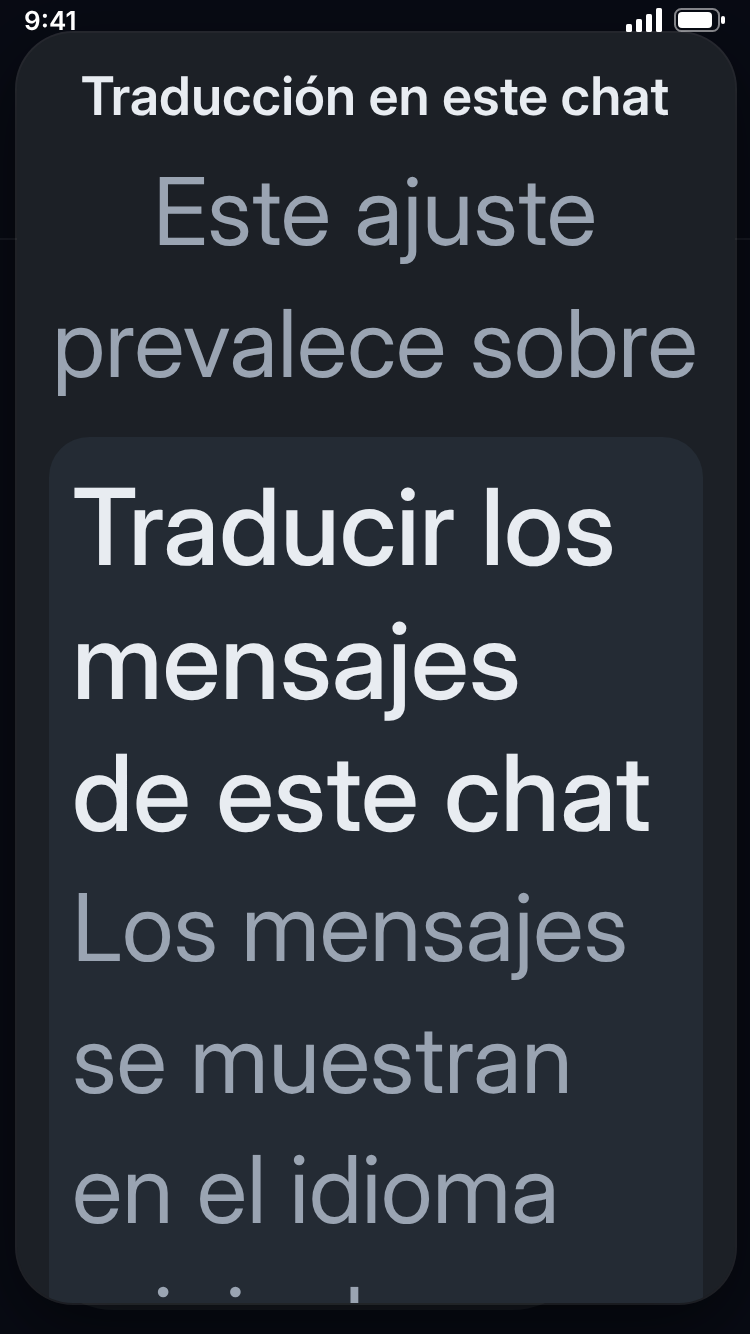 9:41
Traducción en este chat
Este ajuste
prevalece sobre
Traducir los
mensajes
de este chat
Los mensajes
se muestran
en el idioma